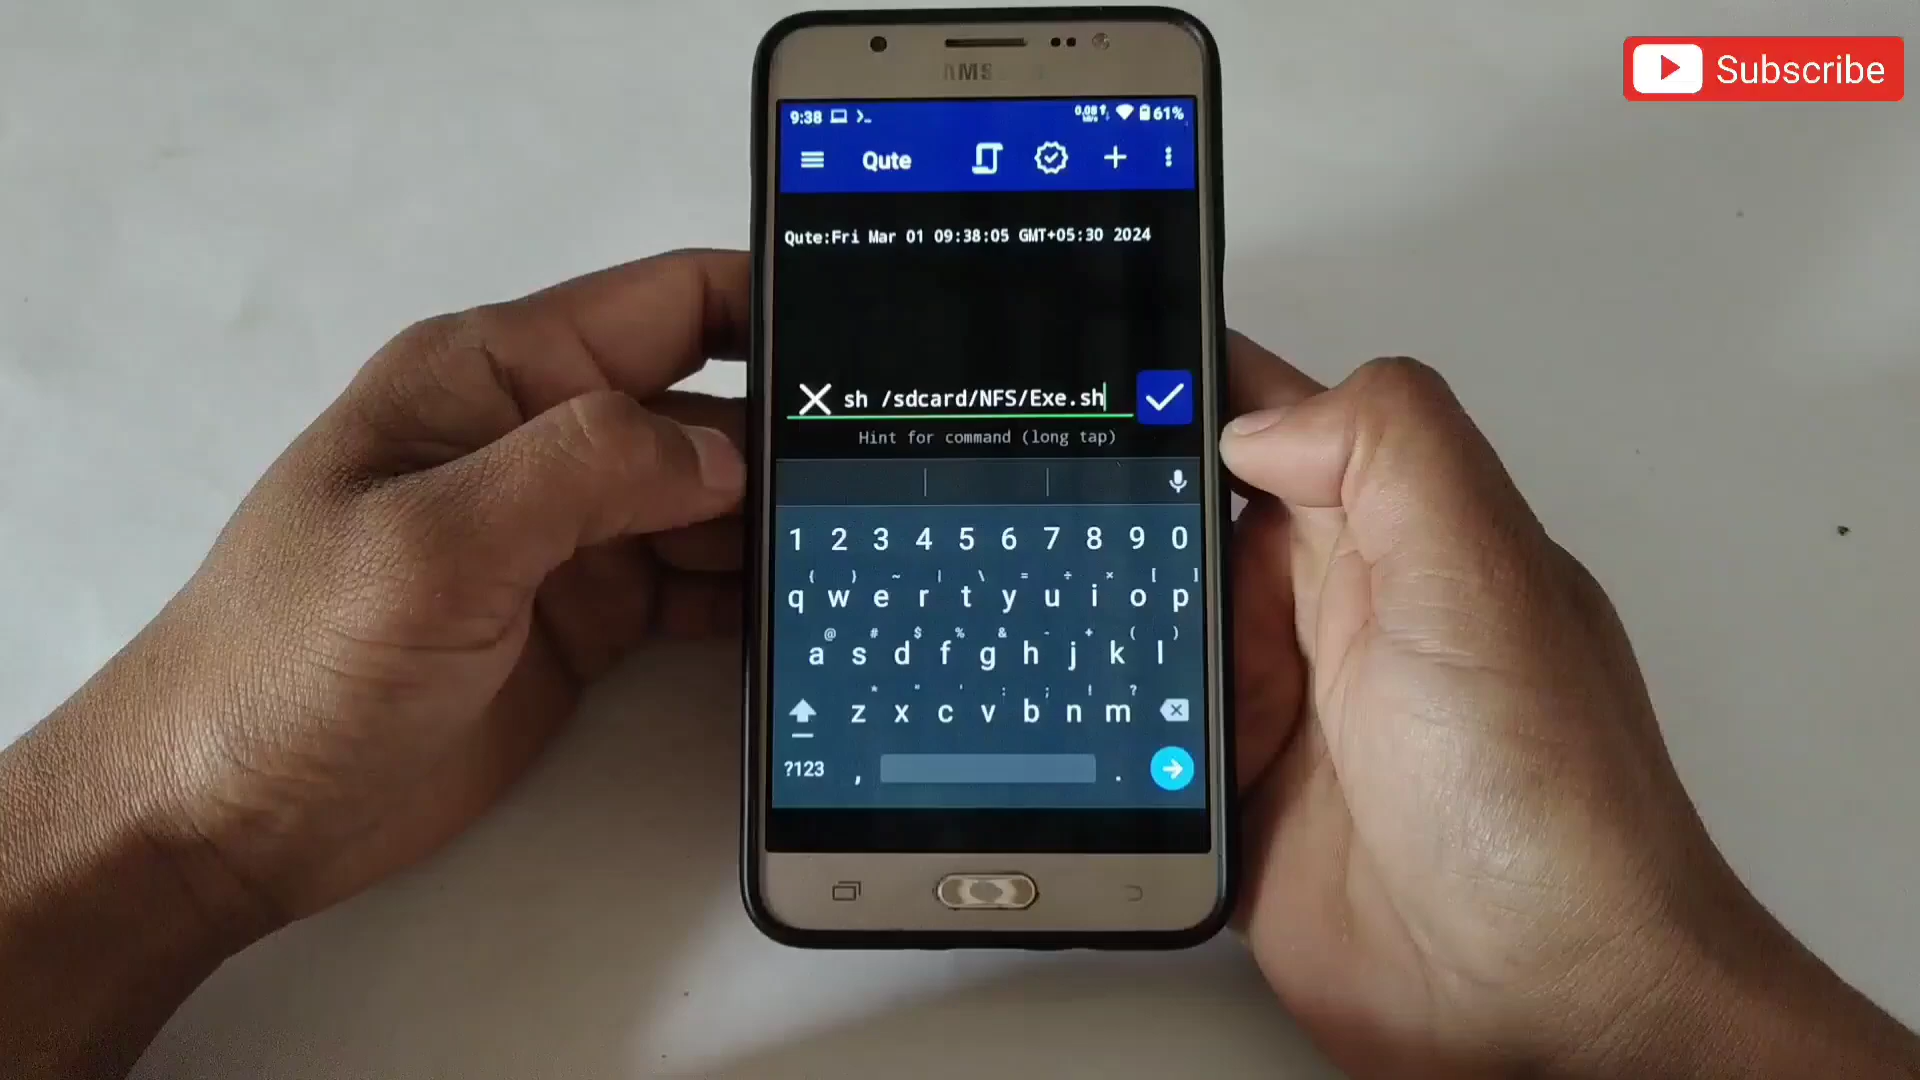 Subscribe
9:38 61%
Qute
Qute:Fri Mar 01 09:38:05 GMT+05:30 2024
sh /sdcard/NFS/Exe.sh
Hint for command (long tap)
1 2 3 4 5 6 7 8 9 0
{ } ~ | \ = ÷ × [ ]
q w e r t y u i o p
@ # $ % & - + ( )
a s d f g h j k l
* " ' : ; ! ?
z x c v b n m
?123 , .